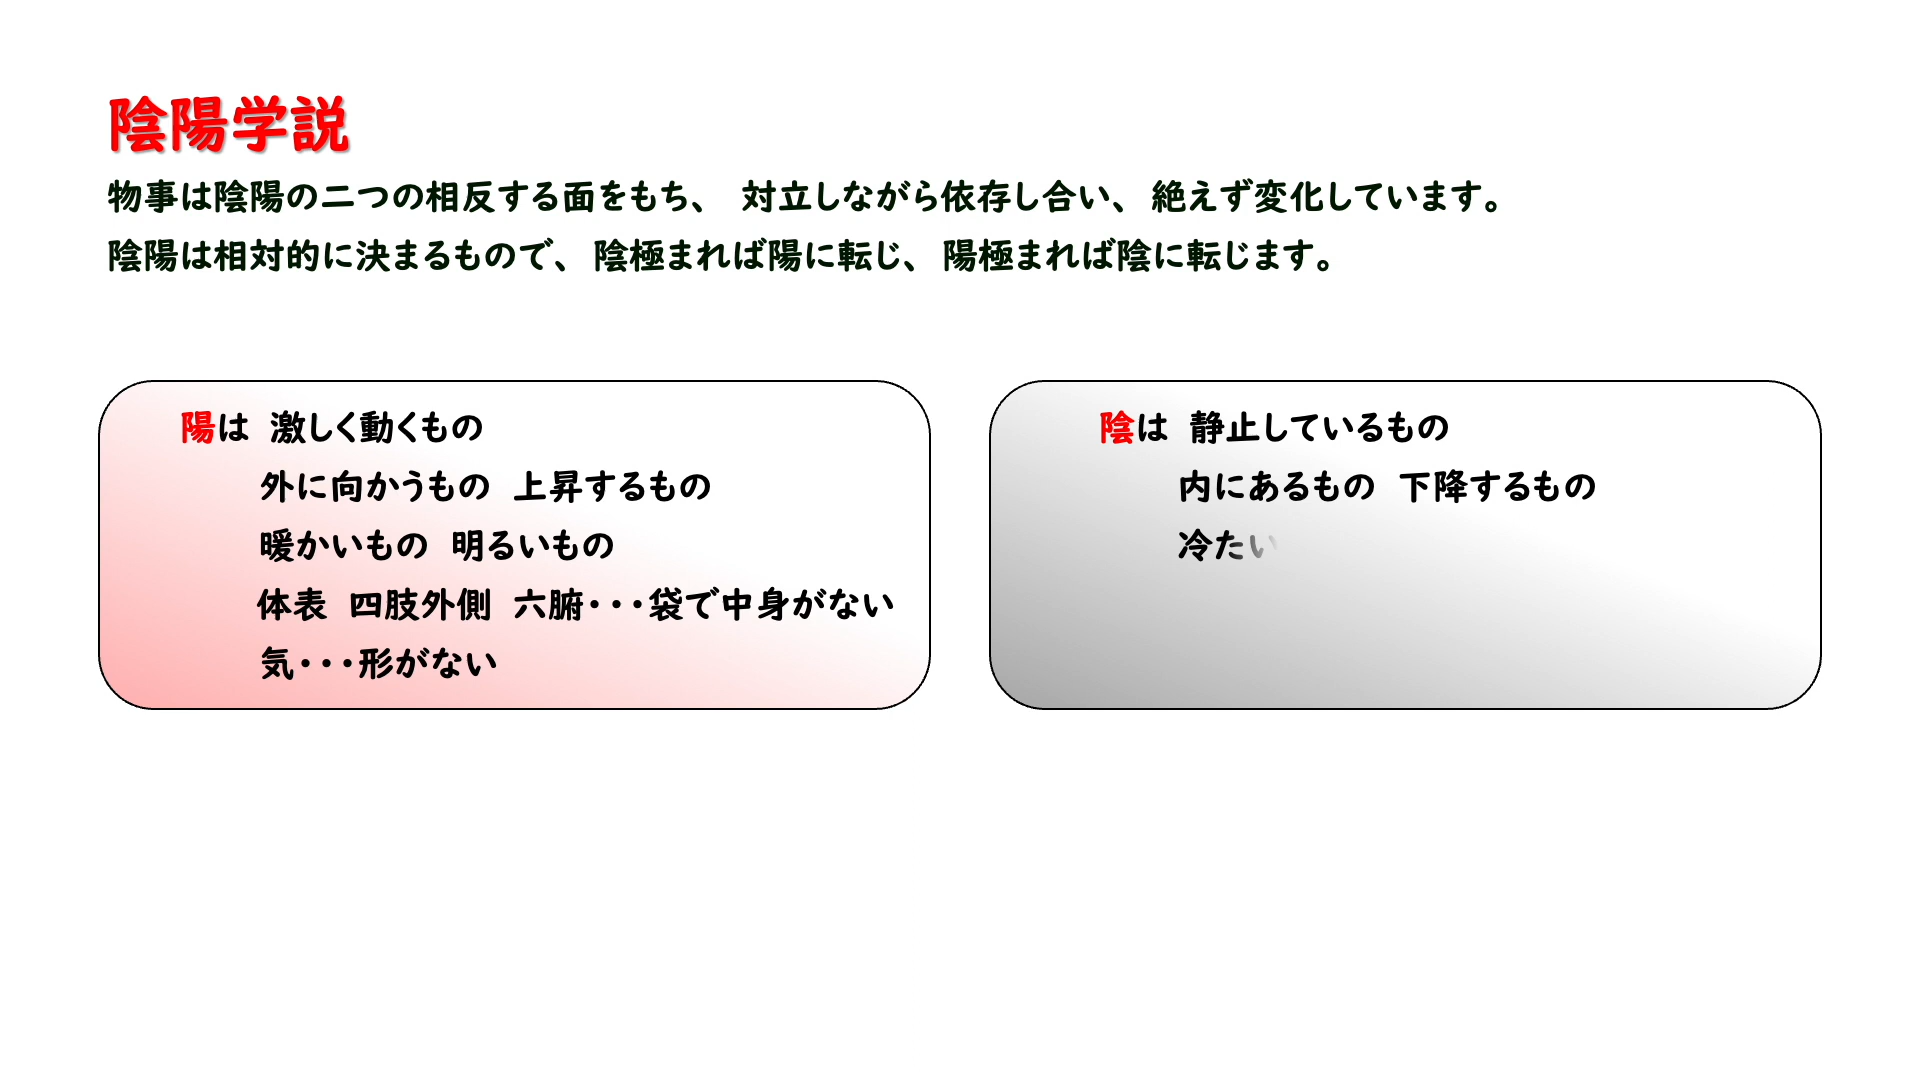 陰陽学説
物事は陰陽の二つの相反する面をもち、 対立しながら依存し合い、絶えず変化しています。
陰陽は相対的に決まるもので、陰極まれば陽に転じ、陽極まれば陰に転じます。
陽は 激しく動くもの
外に向かうもの 上昇するもの
暖かいもの 明るいもの
体表 四肢外側 六腑・・・袋で中身がない
気・・・形がない
陰は 静止しているもの
内にあるもの 下降するもの
冷たい